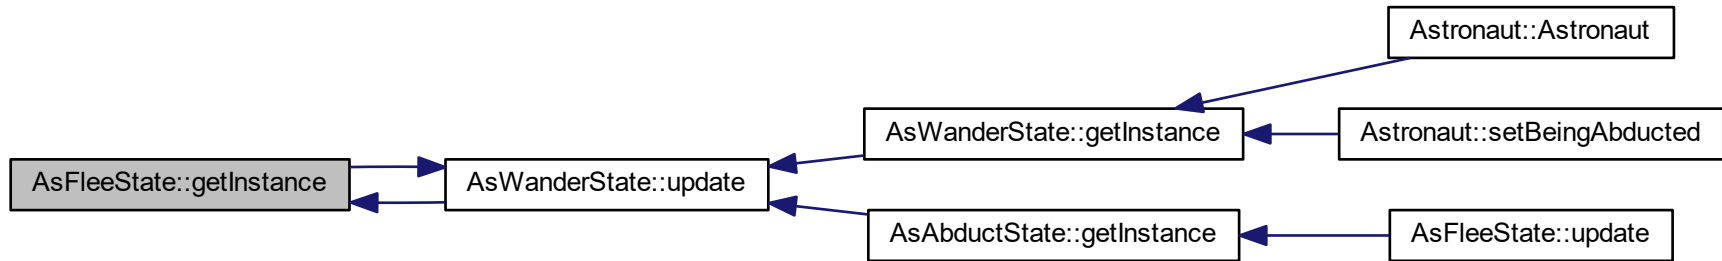 Astronaut::Astronaut
AsWanderState::getInstance
Astronaut::setBeingAbducted
AsFleeState::getInstance
AsWanderState::update
AsAbductState::getInstance
AsFleeState::update